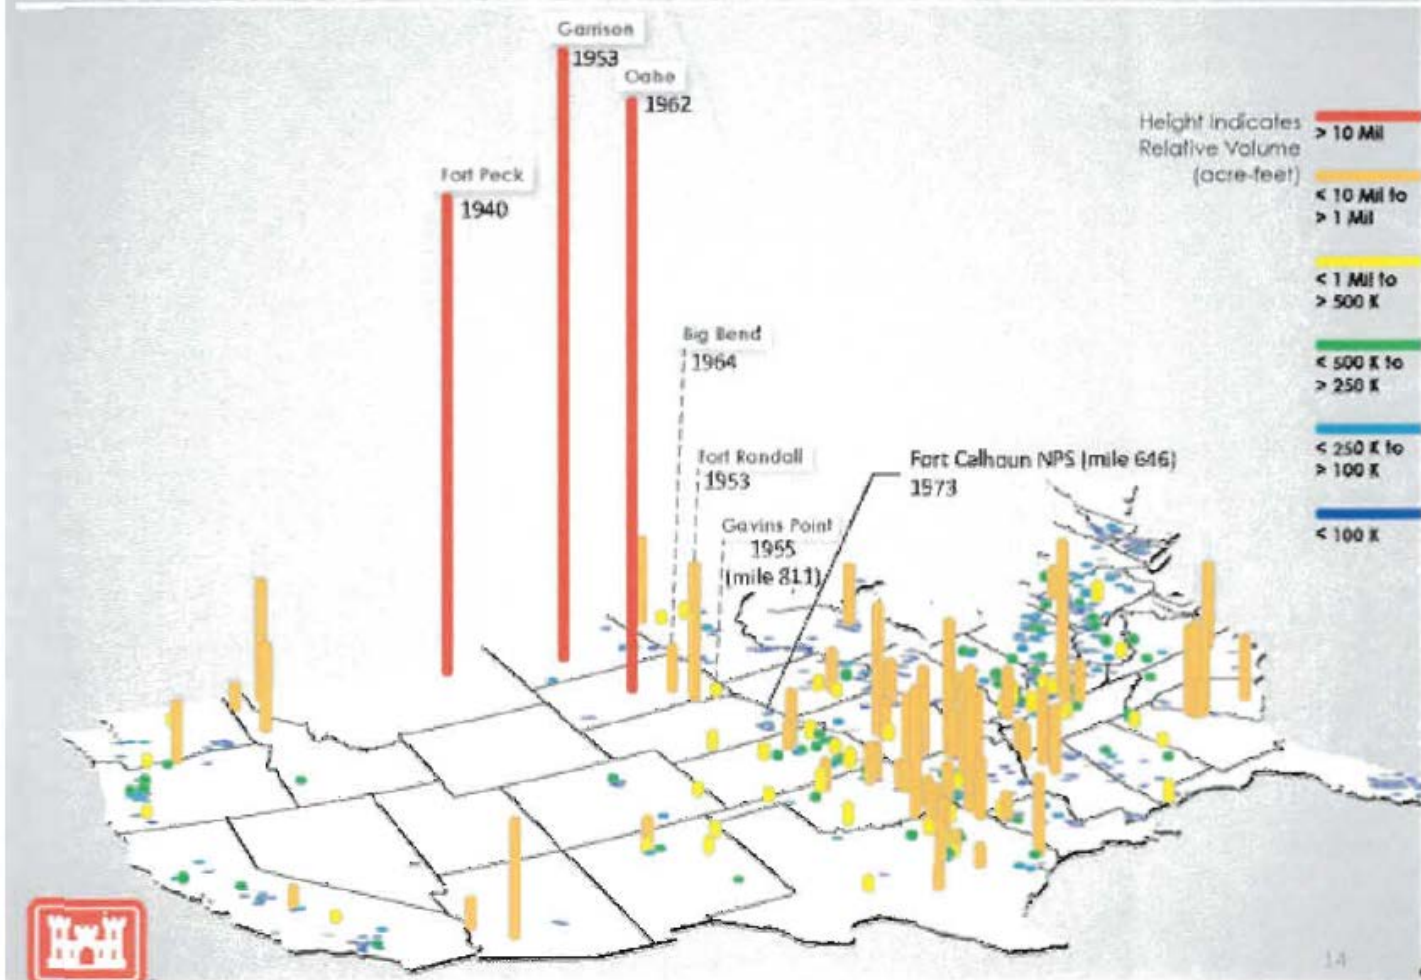 Garrison
1953
Oahe
1962
Fort Peck
1940
Height Indicates
Relative Volume
(acre-feet)
> 10 Mil
< 10 Mil to
> 1 Mil
< 1 Mil to
> 500 K
< 500 K to
> 250 K
< 250 K to
> 100 K
< 100 K
Big Bend
1964
Fort Randall
1953
Fort Calhoun NPS (mile 646)
1973
Gavins Point
1955
(mile 811)
14